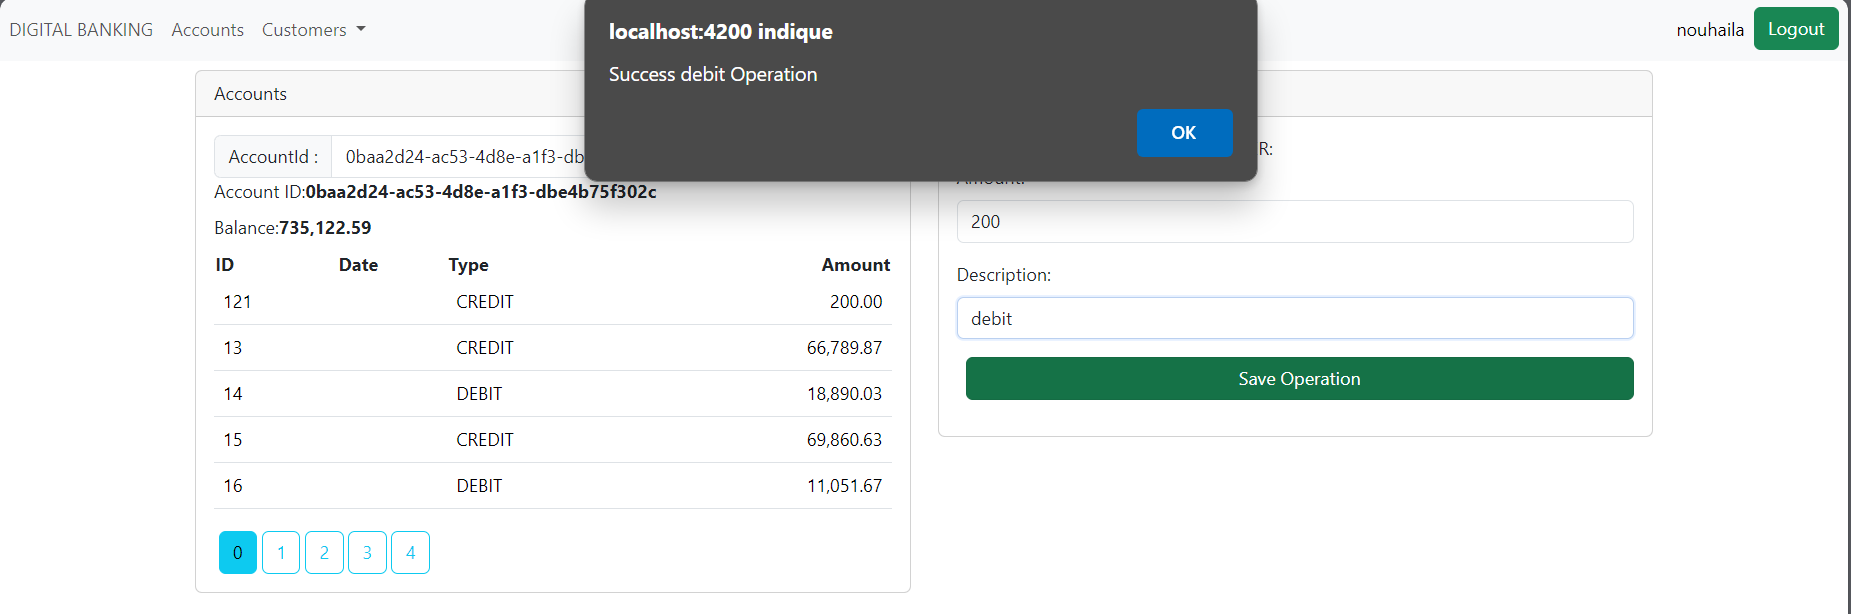 DIGITAL BANKING Accounts Customers nouhaila Logout
localhost:4200 indique
Success debit Operation
OK
Accounts
AccountId : 0baa2d24-ac53-4d8e-a1f3-db
Account ID:0baa2d24-ac53-4d8e-a1f3-dbe4b75f302c
Balance:735,122.59
ID Date Type Amount
121 CREDIT 200.00
13 CREDIT 66,789.87
14 DEBIT 18,890.03
15 CREDIT 69,860.63
16 DEBIT 11,051.67
0 1 2 3 4
R:
Amount:
200
Description:
debit
Save Operation